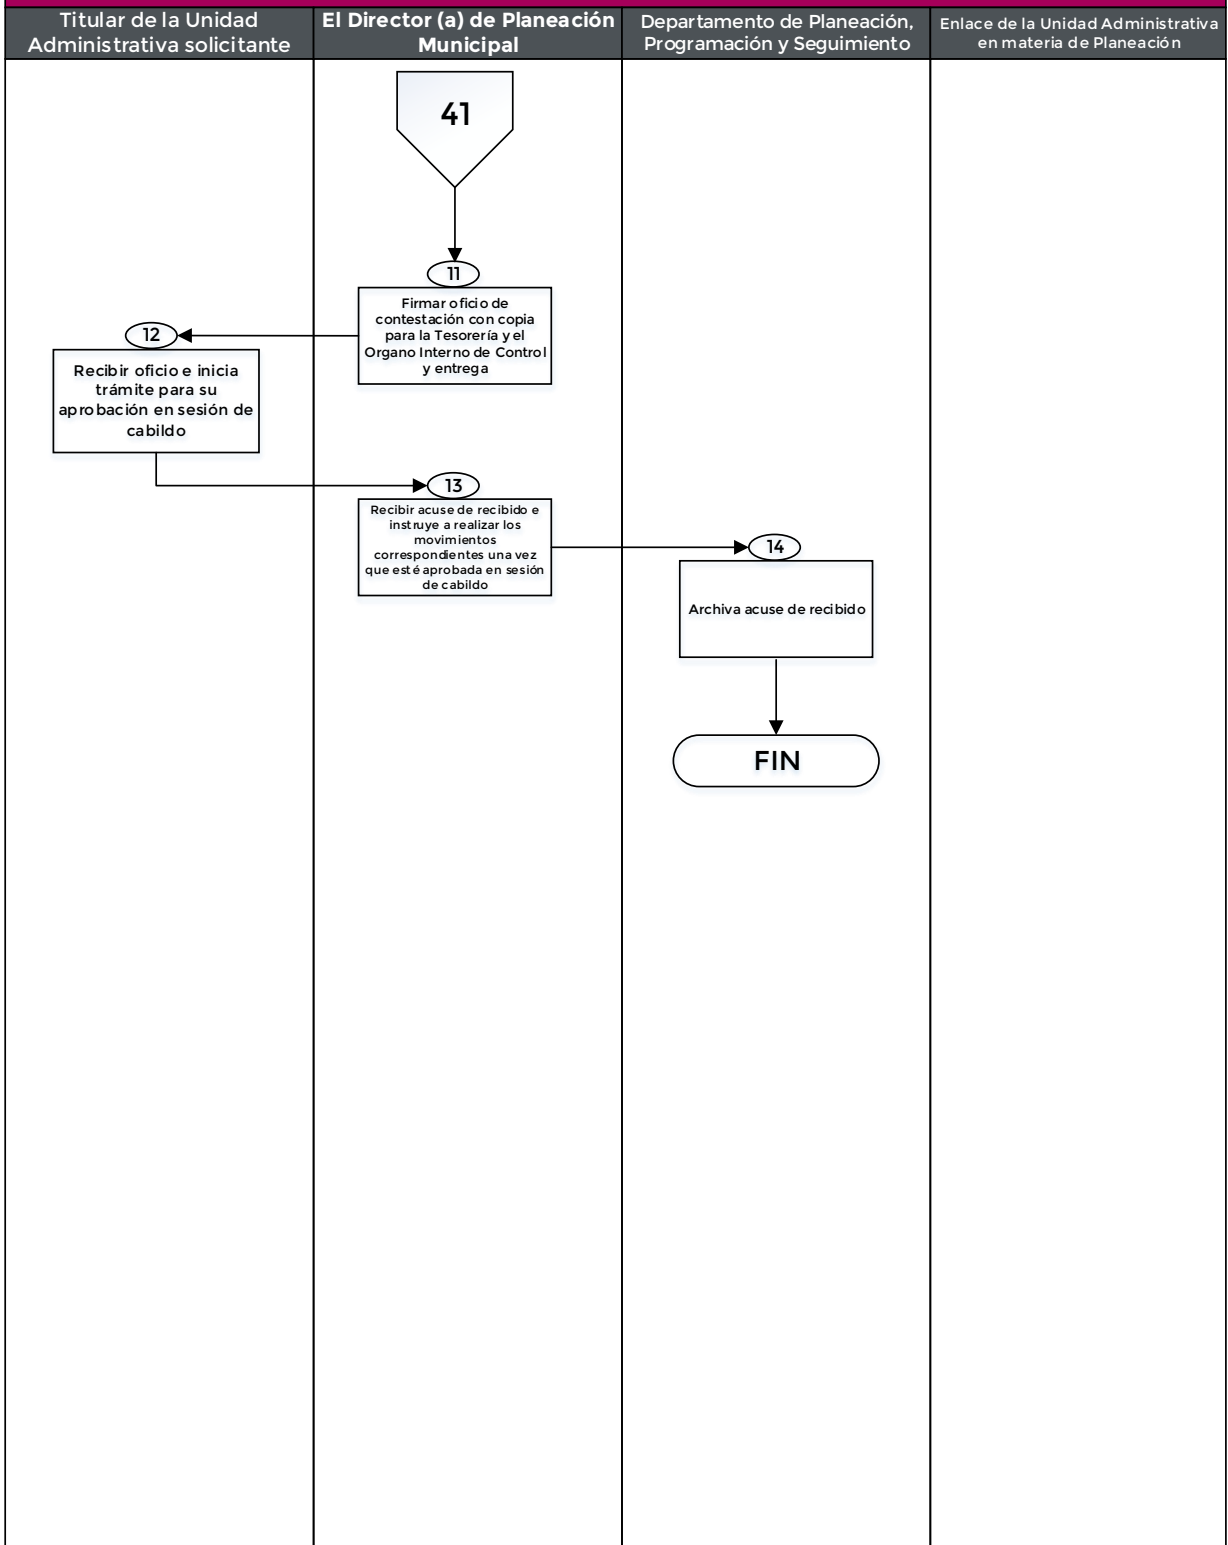 Titular de la Unidad
Administrativa solicitante
El Director (a) de Planeación
Municipal
Departamento de Planeación,
Programación y Seguimiento
Enlace de la Unidad Administrativa
en materia de Planeación
41
11
Firmar oficio de
contestación con copia
para la Tesorería y el
Organo Interno de Control
y entrega
12
Recibir oficio e inicia
trámite para su
aprobación en sesión de
cabildo
13
Recibir acuse de recibido e
instruye a realizar los
movimientos
correspondientes una vez
que esté aprobada en sesión
de cabildo
14
Archiva acuse de recibido
FIN